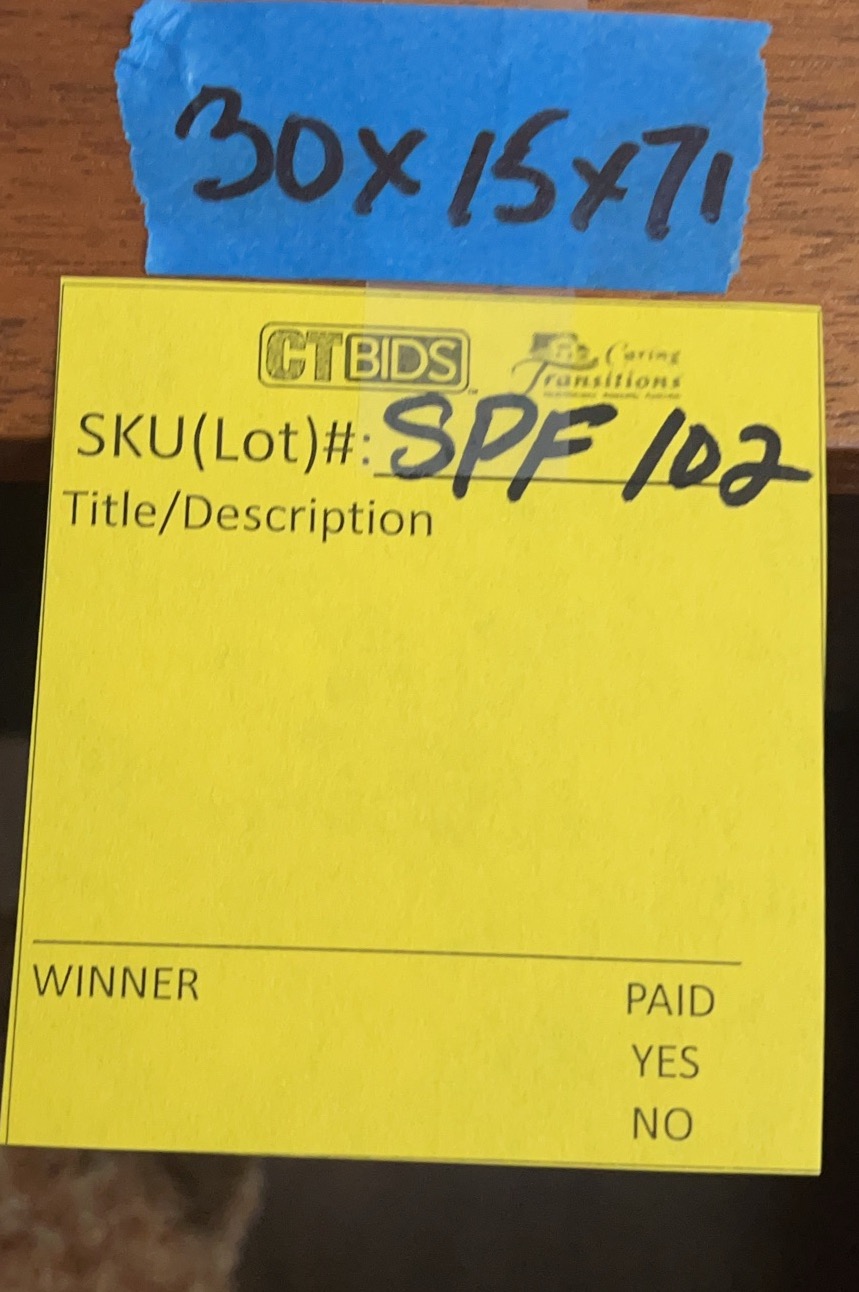 30x15x71
CTBIDS
Caring
Transitions
SKU(Lot)#: SPF 102
Title/Description
WINNER
PAID
YES
NO